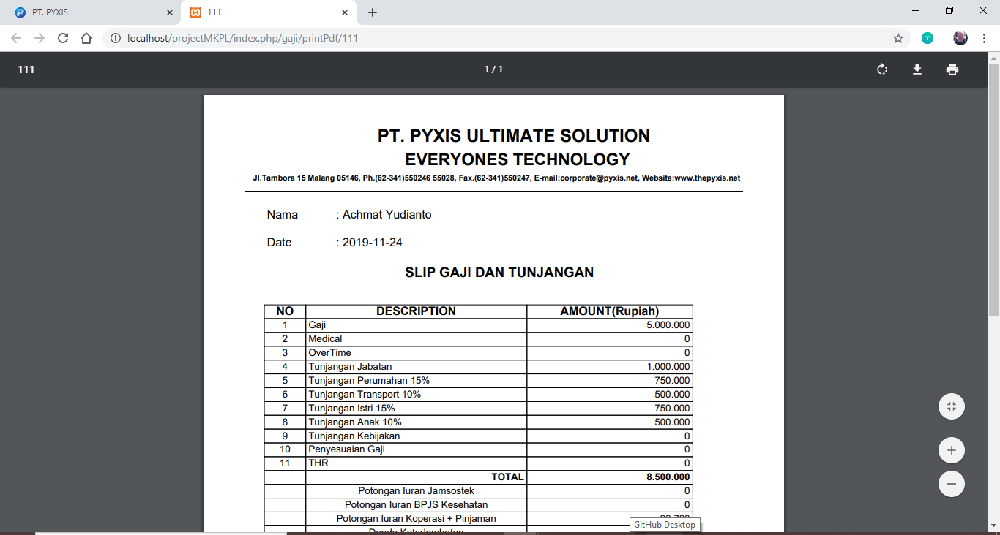 PT. PYXIS
111
localhost/projectMKPL/index.php/gaji/printPdf/111
m
111
1 / 1
PT. PYXIS ULTIMATE SOLUTION
EVERYONES TECHNOLOGY
Jl.Tambora 15 Malang 05146, Ph.(62-341)550246 55028, Fax.(62-341)550247, E-mail:corporate@pyxis.net, Website:www.thepyxis.net
Nama : Achmat Yudianto
Date : 2019-11-24
SLIP GAJI DAN TUNJANGAN
NO DESCRIPTION AMOUNT(Rupiah)
1 Gaji 5.000.000
2 Medical 0
3 OverTime 0
4 Tunjangan Jabatan 1.000.000
5 Tunjangan Perumahan 15% 750.000
6 Tunjangan Transport 10% 500.000
7 Tunjangan Istri 15% 750.000
8 Tunjangan Anak 10% 500.000
9 Tunjangan Kebijakan 0
10 Penyesuaian Gaji 0
11 THR 0
TOTAL 8.500.000
Potongan Iuran Jamsostek 0
Potongan Iuran BPJS Kesehatan 0
Potongan Iuran Koperasi + Pinjaman
GitHub Desktop
Denda Keterlambatan